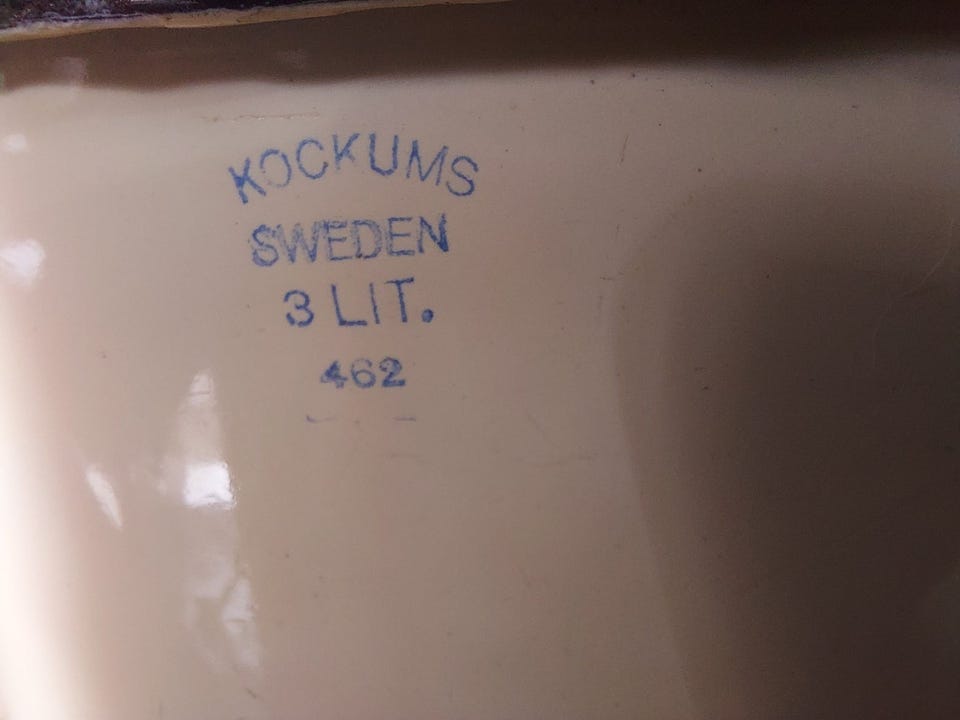 KOCKUMS
SWEDEN
3 LIT.
462